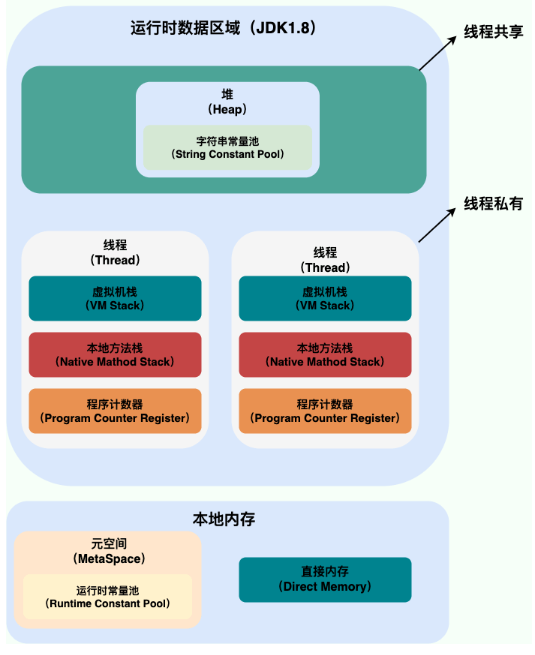 运行时数据区域（JDK1.8）
线程共享
堆
（Heap）
字符串常量池
（String Constant Pool）
线程私有
线程
（Thread）
虚拟机栈
（VM Stack）
本地方法栈
（Native Mathod Stack）
程序计数器
（Program Counter Register）
线程
（Thread）
虚拟机栈
（VM Stack）
本地方法栈
（Native Mathod Stack）
程序计数器
（Program Counter Register）
本地内存
元空间
（MetaSpace）
运行时常量池
（Runtime Constant Pool）
直接内存
（Direct Memory）